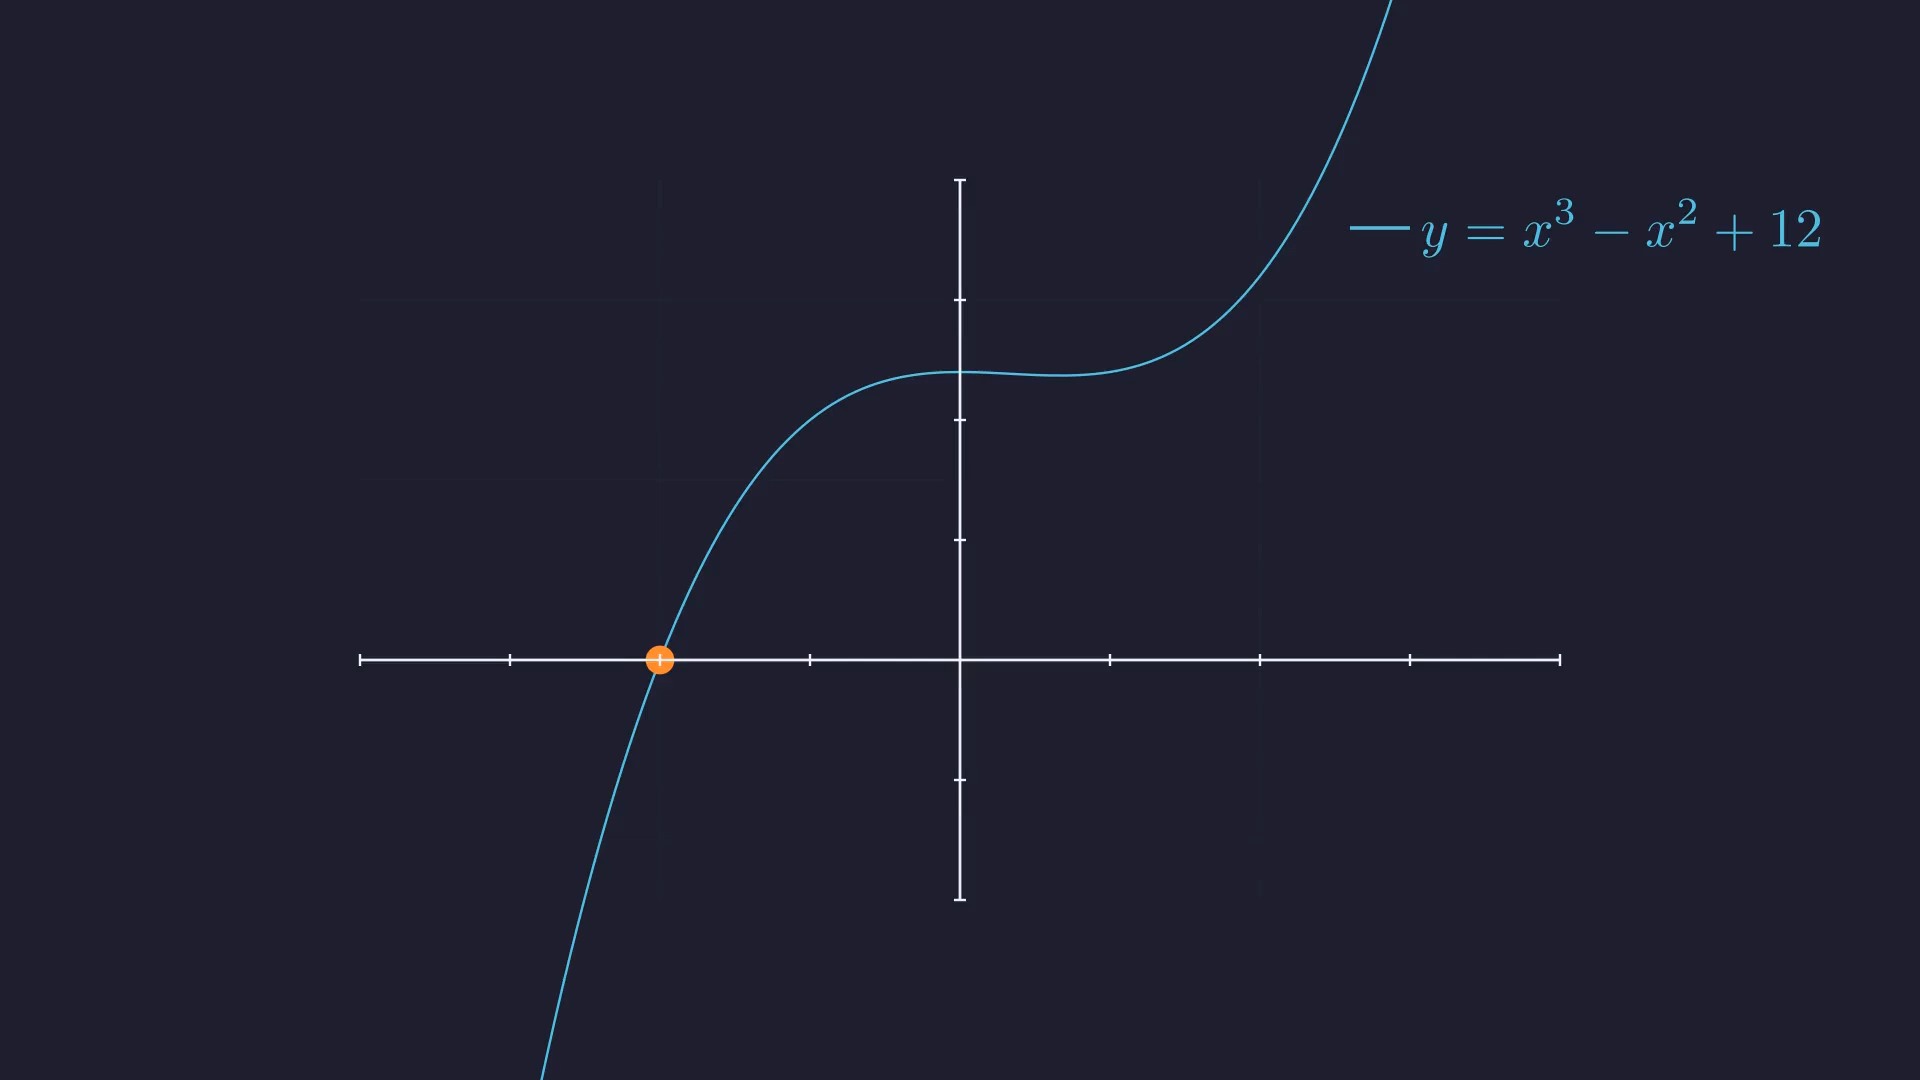 y = x³ − x² + 12